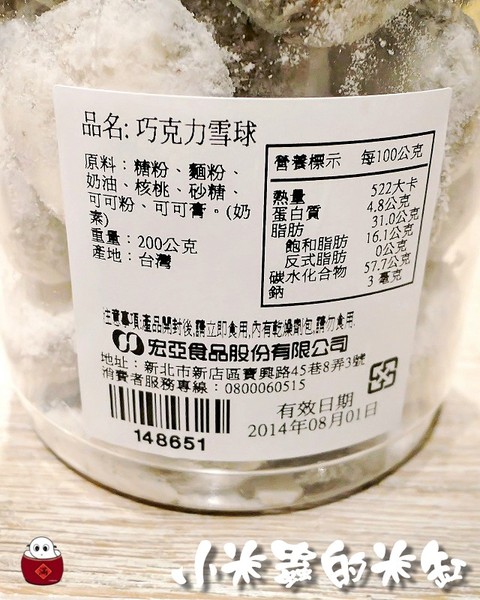 品名: 巧克力雪球
原料：糖粉、麵粉、
奶油、核桃、砂糖、
可可粉、可可膏。(奶
素)
重量：200公克
產地：台灣
營養標示 每100公克
熱量 522大卡
蛋白質 4.8公克
脂肪 31.0公克
飽和脂肪 16.1公克
反式脂肪 0公克
碳水化合物 57.7公克
鈉 3 毫克
注意事項:產品開封後,請立即食用,內有乾燥劑包,請勿食用.
宏亞食品股份有限公司
地址：新北市新店區寶興路45巷8弄3號
消費者服務專線：0800060515
148651
有效日期
2014年08月01日
小米蟲的米缸